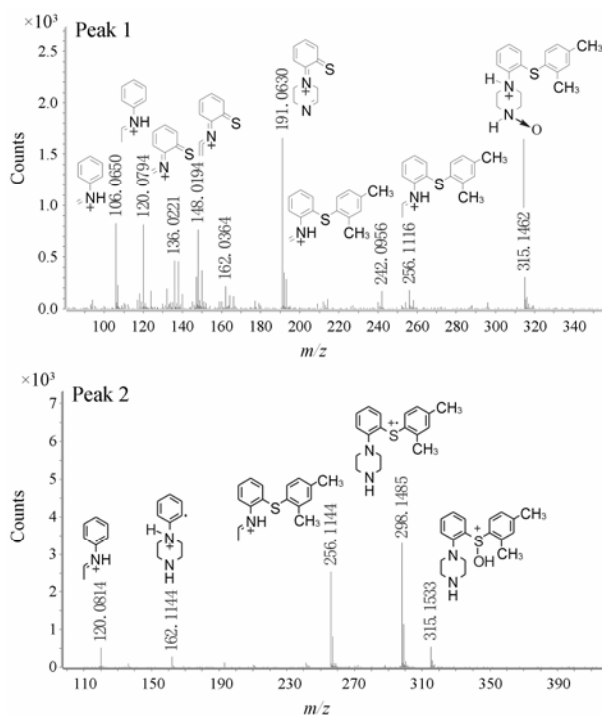 ×10³ Peak 1
3.0
2.5
2.0
1.5
1.0
0.5
0.0
Counts
NH
+
106.0650
NH
+
120.0794
N
+
S
136.0221
N
+
S
148.0194
162.0364
S
N
+
N
191.0630
S
NH
+
CH₃
CH₃
242.0956
S
NH
+
CH₃
CH₃
256.1116
CH₃
S
CH₃
H
N
+
N
H
O
315.1462
100 120 140 160 180 200 220 240 260 280 300 320 340
m/z
×10³
Peak 2
7
6
5
4
3
2
1
0
Counts
NH
+
120.0814
H
N
+
N
H
162.1144
S
NH
+
CH₃
CH₃
256.1144
+·
S
CH₃
CH₃
N
N
H
298.1485
+
S
OH
CH₃
CH₃
N
N
H
315.1533
110 150 190 230 270 310 350 390
m/z